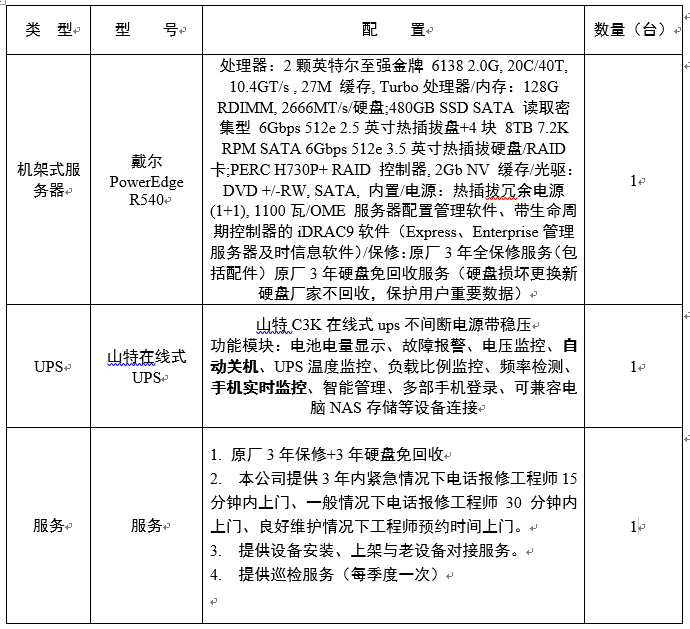 类 型 型 号 配 置 数量（台）
机架式服
务器
戴尔
PowerEdge
R540
处理器：2 颗英特尔至强金牌 6138 2.0G, 20C/40T,
10.4GT/s , 27M 缓存, Turbo 处理器/内存：128G
RDIMM, 2666MT/s/硬盘;480GB SSD SATA 读取密
集型 6Gbps 512e 2.5 英寸热插拔盘+4 块 8TB 7.2K
RPM SATA 6Gbps 512e 3.5 英寸热插拔硬盘/RAID
卡;PERC H730P+ RAID 控制器, 2Gb NV 缓存/光驱：
DVD +/-RW, SATA, 内置/电源：热插拔冗余电源
(1+1), 1100 瓦/OME 服务器配置管理软件、带生命周
期控制器的 iDRAC9 软件（Express、Enterprise 管理
服务器及时信息软件）/保修：原厂 3 年全保修服务（包
括配件）原厂 3 年硬盘免回收服务（硬盘损坏更换新
硬盘厂家不回收，保护用户重要数据）
1
UPS
山特在线式
UPS
山特 C3K 在线式 ups 不间断电源带稳压
功能模块：电池电量显示、故障报警、电压监控、自
动关机、UPS 温度监控、负载比例监控、频率检测、
手机实时监控、智能管理、多部手机登录、可兼容电
脑 NAS 存储等设备连接
1
服务
服务
1. 原厂 3 年保修+3 年硬盘免回收
2. 本公司提供 3 年内紧急情况下电话报修工程师 15
分钟内上门、一般情况下电话报修工程师 30 分钟内
上门、良好维护情况下工程师预约时间上门。
3. 提供设备安装、上架与老设备对接服务。
4. 提供巡检服务（每季度一次）
1